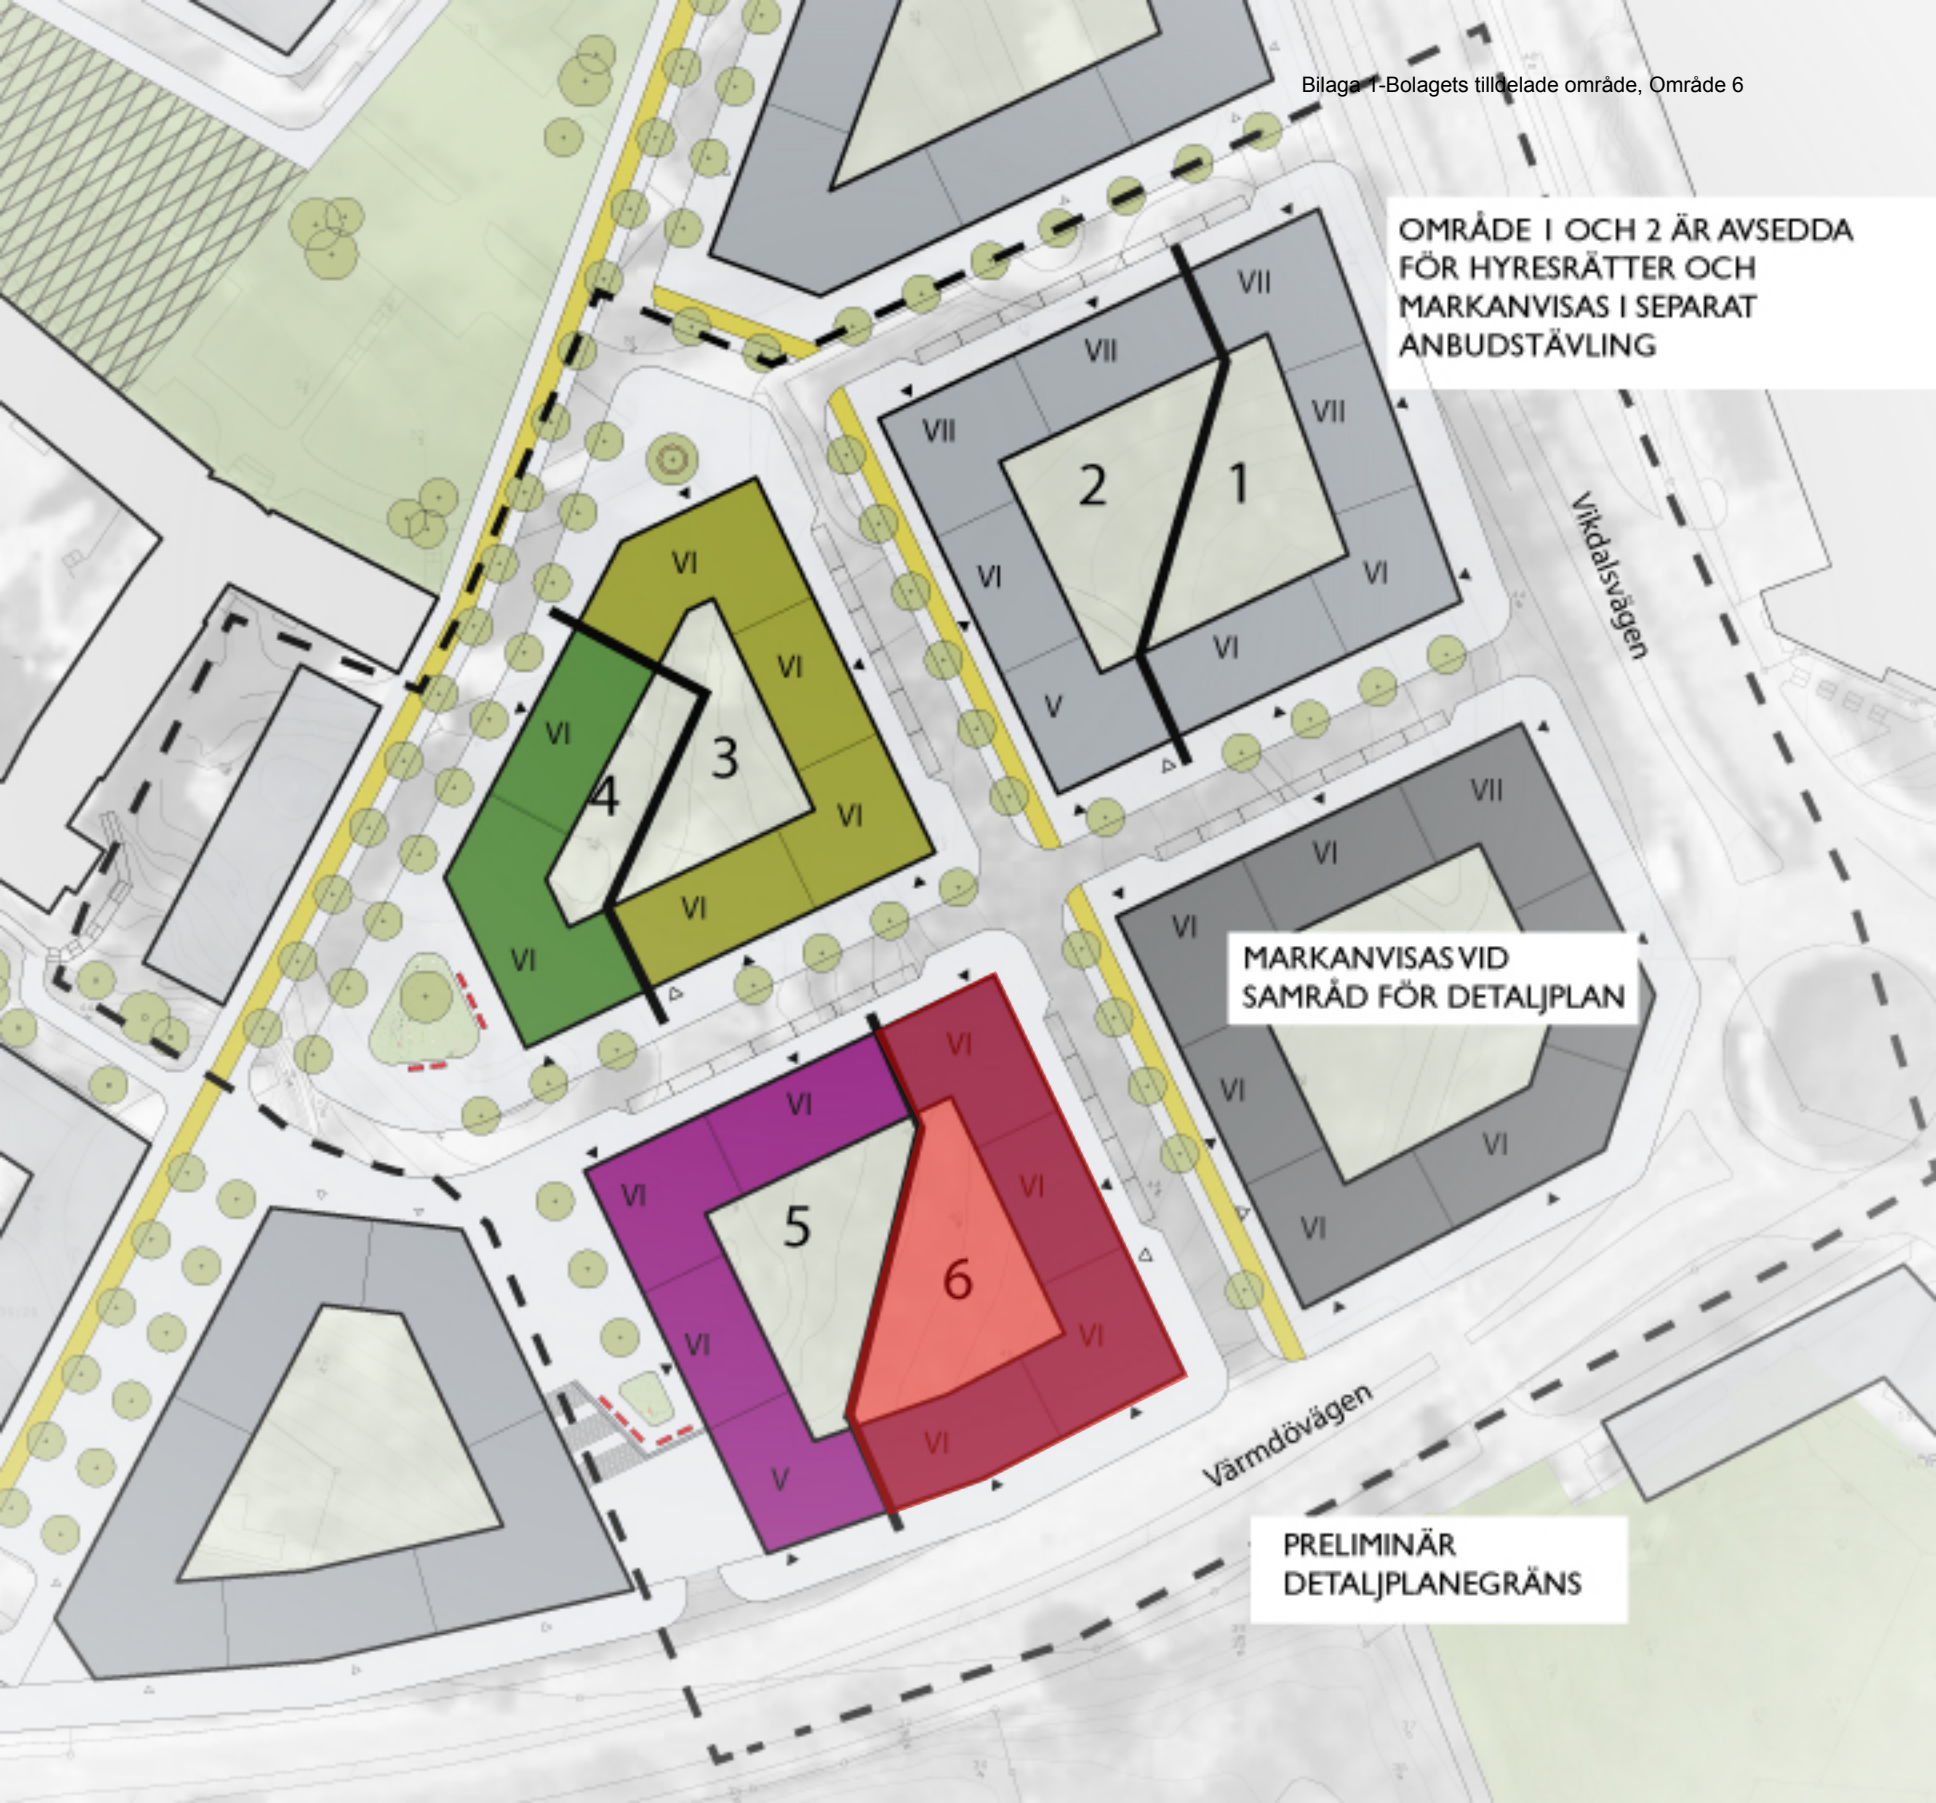 Bilaga 1-Bolagets tilldelade område, Område 6
OMRÅDE 1 OCH 2 ÄR AVSEDDA
FÖR HYRESRÄTTER OCH
MARKANVISAS I SEPARAT
ANBUDSTÄVLING
VII
VII
VII
VII
2
1
VI
VI
VI
V
Vikdalsvägen
VI
VI
VI
3
4
VI
VI
VI
VII
VI
VI
MARKANVISAS VID
SAMRÅD FÖR DETALJPLAN
VI
VI
VI
VI
VI
VI
VI
5
6
VI
VI
V
VI
Värmdövägen
PRELIMINÄR
DETALJPLANEGRÄNS